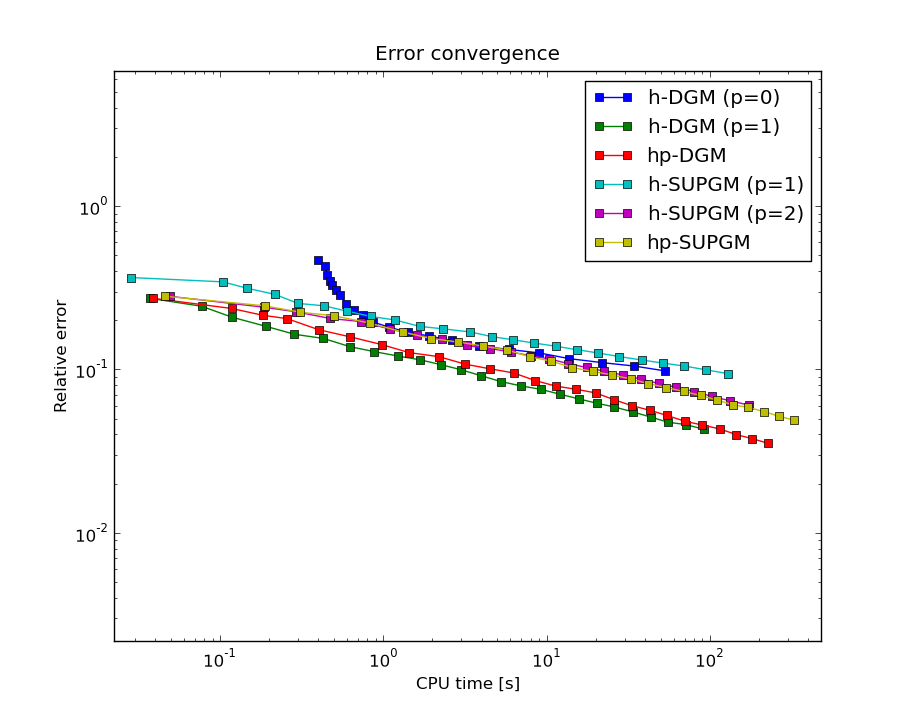 Error convergence
h-DGM (p=0)
h-DGM (p=1)
hp-DGM
h-SUPGM (p=1)
h-SUPGM (p=2)
hp-SUPGM
Relative error
10^0
10^-1
10^-2
10^-1
10^0
10^1
10^2
CPU time [s]